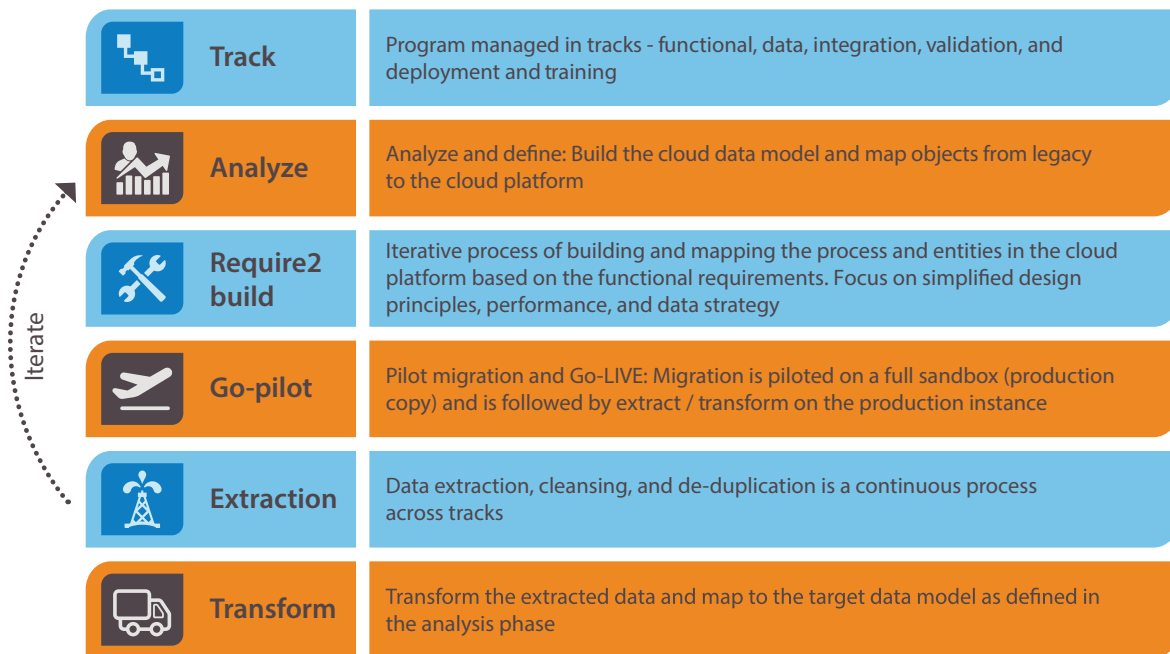 Track
Program managed in tracks - functional, data, integration, validation, and
deployment and training
Analyze
Analyze and define: Build the cloud data model and map objects from legacy
to the cloud platform
Require2
build
Iterative process of building and mapping the process and entities in the cloud
platform based on the functional requirements. Focus on simplified design
principles, performance, and data strategy
Go-pilot
Pilot migration and Go-LIVE: Migration is piloted on a full sandbox (production
copy) and is followed by extract / transform on the production instance
Extraction
Data extraction, cleansing, and de-duplication is a continuous process
across tracks
Transform
Transform the extracted data and map to the target data model as defined in
the analysis phase
Iterate